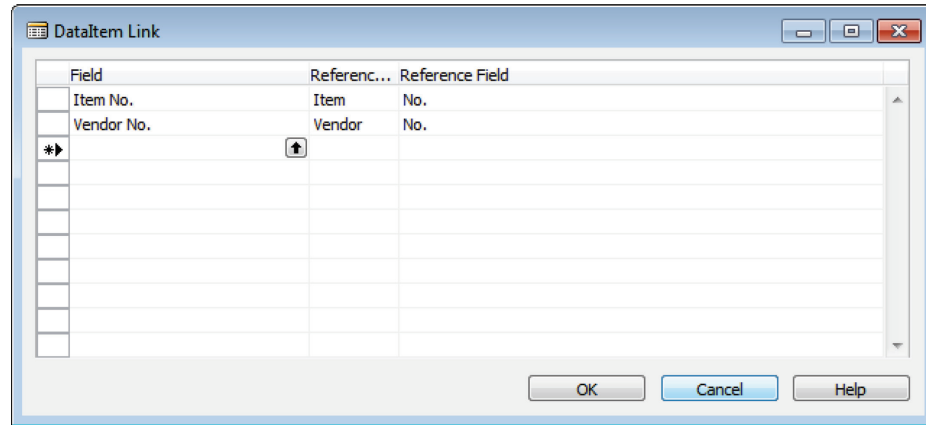 DataItem Link
Field Referenc... Reference Field
Item No. Item No.
Vendor No. Vendor No.
OK Cancel Help